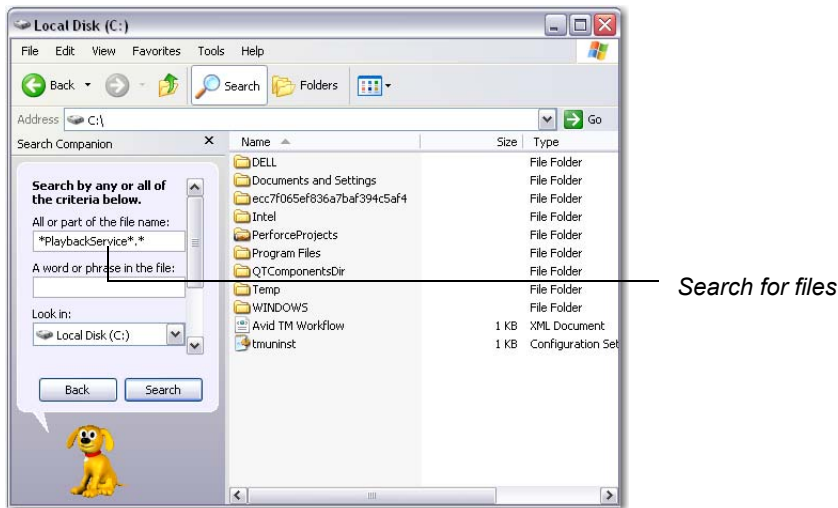 Local Disk (C:)
File Edit View Favorites Tools Help
Back Search Folders
Address C:\ Go
Search Companion
Name Size Type
Search by any or all of
the criteria below.
All or part of the file name:
*PlaybackService*.*
A word or phrase in the file:
Look in:
Local Disk (C:)
Back Search
DELL File Folder
Documents and Settings File Folder
ecc7f065ef836a7baf394c5af4 File Folder
Intel File Folder
PerforceProjects File Folder
Program Files File Folder
QTComponentsDir File Folder
Temp File Folder
WINDOWS File Folder
Avid TM Workflow 1 KB XML Document
tmuninst 1 KB Configuration Set
Search for files